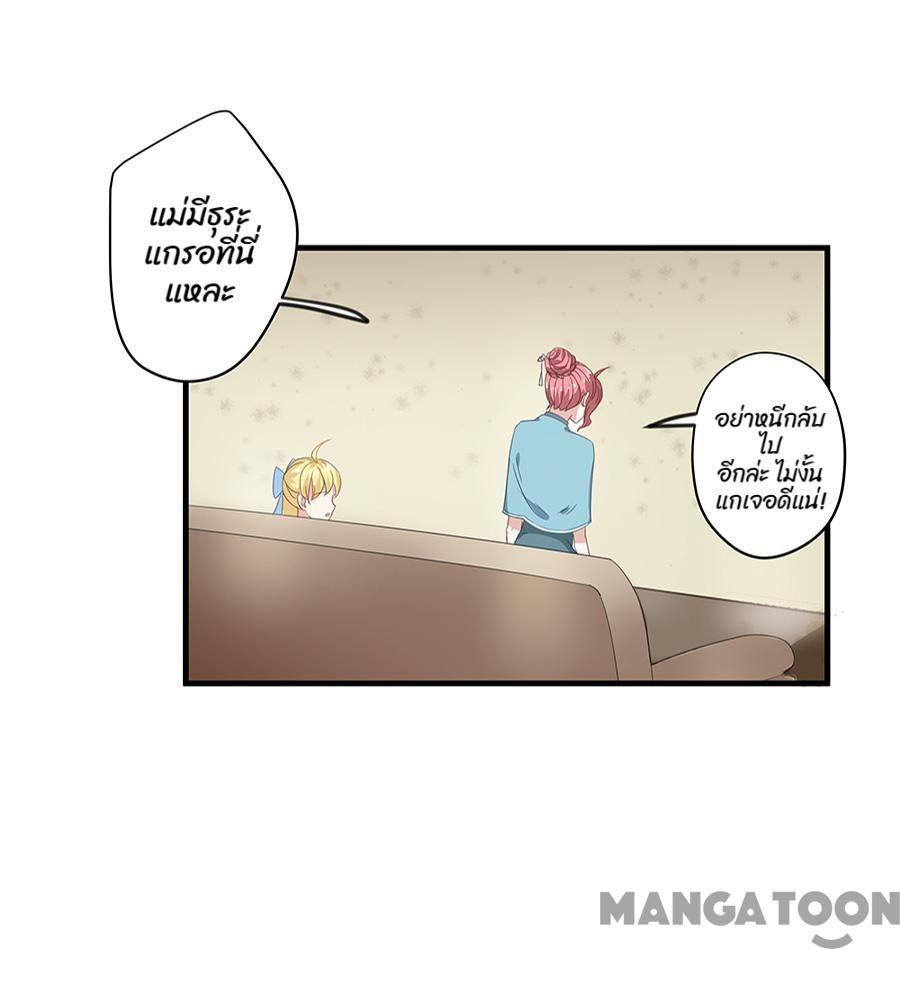 แม่มีธุระ
แกรอที่นี่
แหละ
อย่าหนีกลับ
ไป
อีกล่ะ ไม่งั้น
แกเจอดีแน่!
MANGATOON